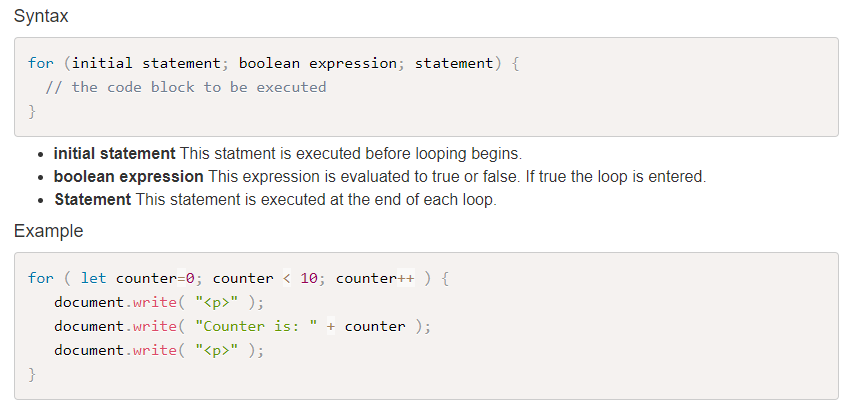 Syntax
for (initial statement; boolean expression; statement) {
  // the code block to be executed
}
• initial statement This statment is executed before looping begins.
• boolean expression This expression is evaluated to true or false. If true the loop is entered.
• Statement This statement is executed at the end of each loop.
Example
for ( let counter=0; counter < 10; counter++ ) {
   document.write( "<p>" );
   document.write( "Counter is: " + counter );
   document.write( "<p>" );
}